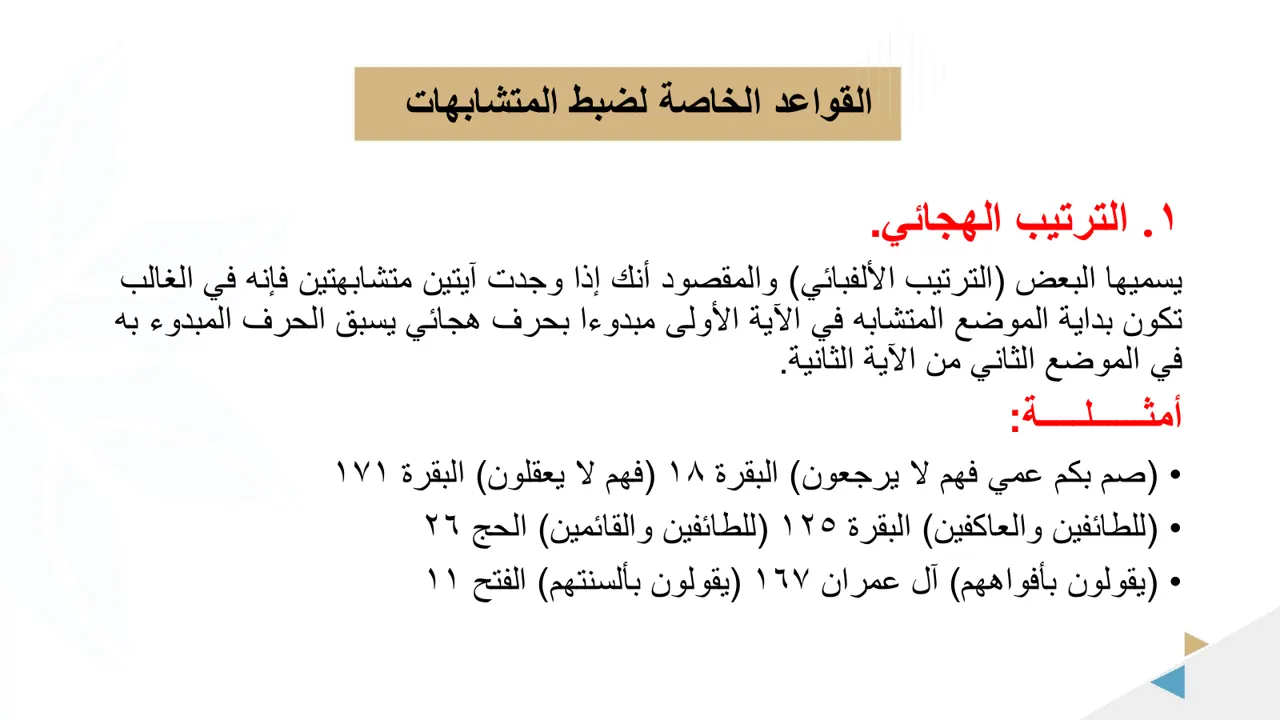 القواعد الخاصة لضبط المتشابهات
١. الترتيب الهجائي.
يسميها البعض (الترتيب الألفبائي) والمقصود أنك إذا وجدت آيتين متشابهتين فإنه في الغالب
تكون بداية الموضع المتشابه في الآية الأولى مبدوءا بحرف هجائي يسبق الحرف المبدوء به
في الموضع الثاني من الآية الثانية.
أمثـــــلـــــة:
• (صم بكم عمي فهم لا يرجعون) البقرة ١٨ (فهم لا يعقلون) البقرة ١٧١
• (للطائفين والعاكفين) البقرة ١٢٥ (للطائفين والقائمين) الحج ٢٦
• (يقولون بأفواههم) آل عمران ١٦٧ (يقولون بألسنتهم) الفتح ١١